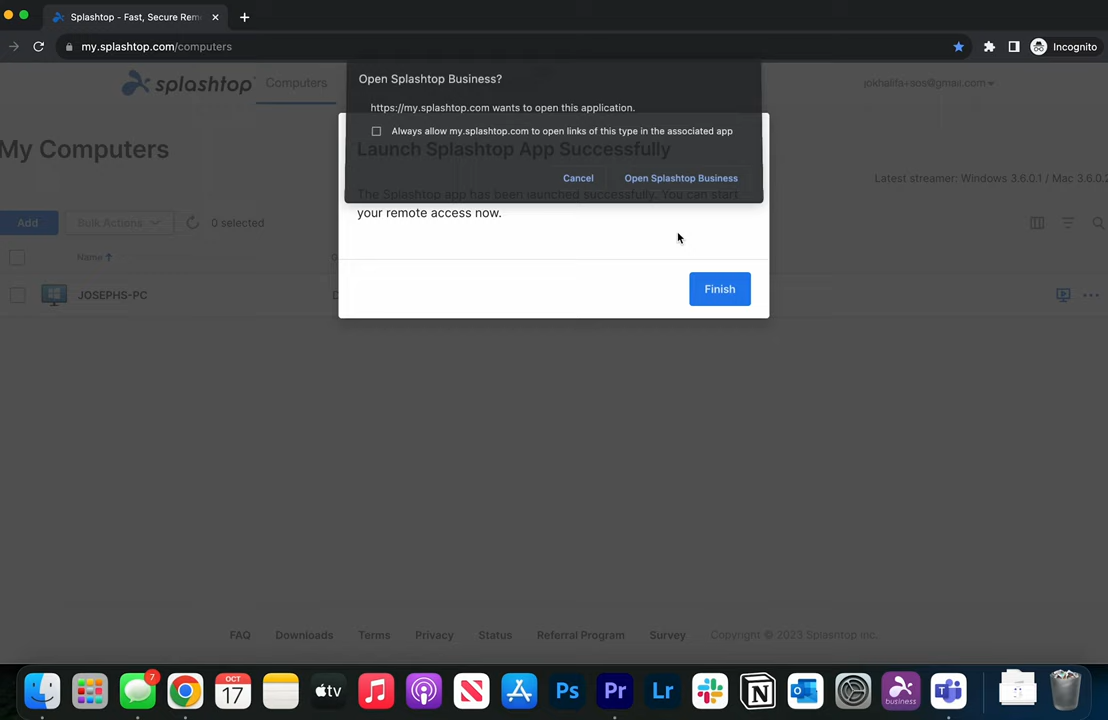 Splashtop - Fast, Secure Rem
my.splashtop.com/computers
Incognito
splashtop
Computers
jokhalifa+sos@gmail.com
Open Splashtop Business?
https://my.splashtop.com wants to open this application.
Always allow my.splashtop.com to open links of this type in the associated app
Cancel
Open Splashtop Business
My Computers
Launch Splashtop App Successfully
The Splashtop app has been launched successfully. You can start
your remote access now.
Finish
Latest streamer: Windows 3.6.0.1 / Mac 3.6.0.2
Add
Bulk Actions
0 selected
Name
JOSEPHS-PC
FAQ
Downloads
Terms
Privacy
Status
Referral Program
Survey
Copyright © 2023 Splashtop Inc.
7
OCT
17
tv
Ps
Pr
Lr
N
business